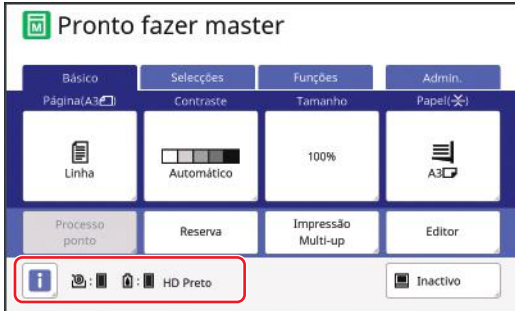 M Pronto fazer master
Básico Selecções Funções Admin.
Página(A3) Contraste Tamanho Papel(
Linha Automático 100% A3
Processo ponto Reserva Impressão Multi-up Editor
i : : HD Preto Inactivo